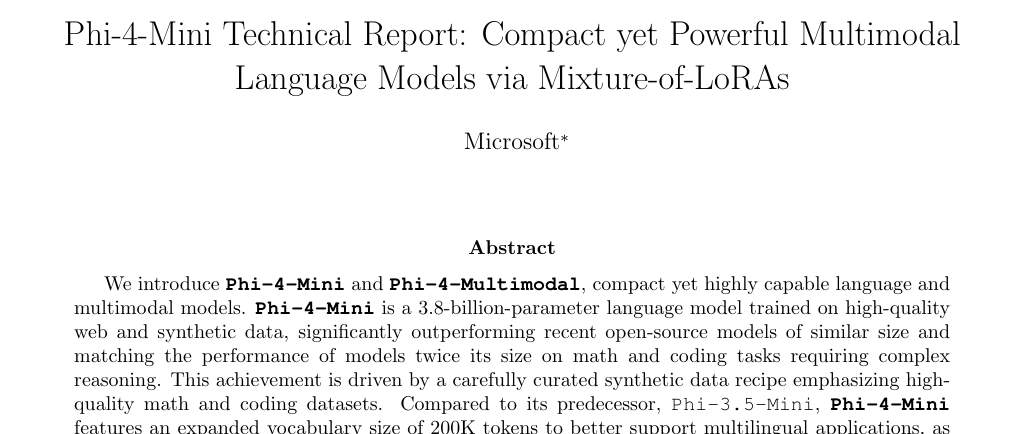 Phi-4-Mini Technical Report: Compact yet Powerful Multimodal
Language Models via Mixture-of-LoRAs
Microsoft*
Abstract
We introduce Phi-4-Mini and Phi-4-Multimodal, compact yet highly capable language and
multimodal models. Phi-4-Mini is a 3.8-billion-parameter language model trained on high-quality
web and synthetic data, significantly outperforming recent open-source models of similar size and
matching the performance of models twice its size on math and coding tasks requiring complex
reasoning. This achievement is driven by a carefully curated synthetic data recipe emphasizing high-
quality math and coding datasets. Compared to its predecessor, Phi-3.5-Mini, Phi-4-Mini
features an expanded vocabulary size of 200K tokens to better support multilingual applications, as